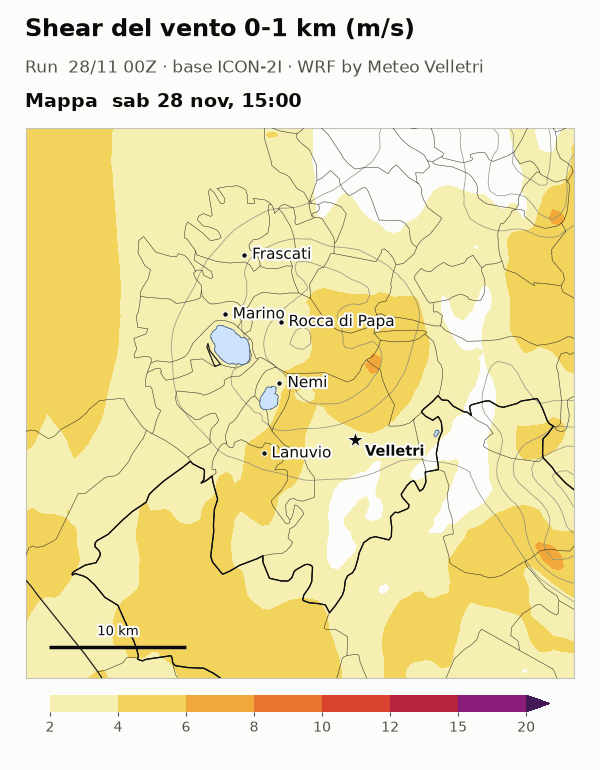 Shear del vento 0-1 km (m/s)
Run  28/11 00Z · base ICON-2I · WRF by Meteo Velletri
Mappa  sab 28 nov, 15:00
Frascati
Marino
Rocca di Papa
Nemi
Velletri
Lanuvio
10 km
2 4 6 8 10 12 15 20